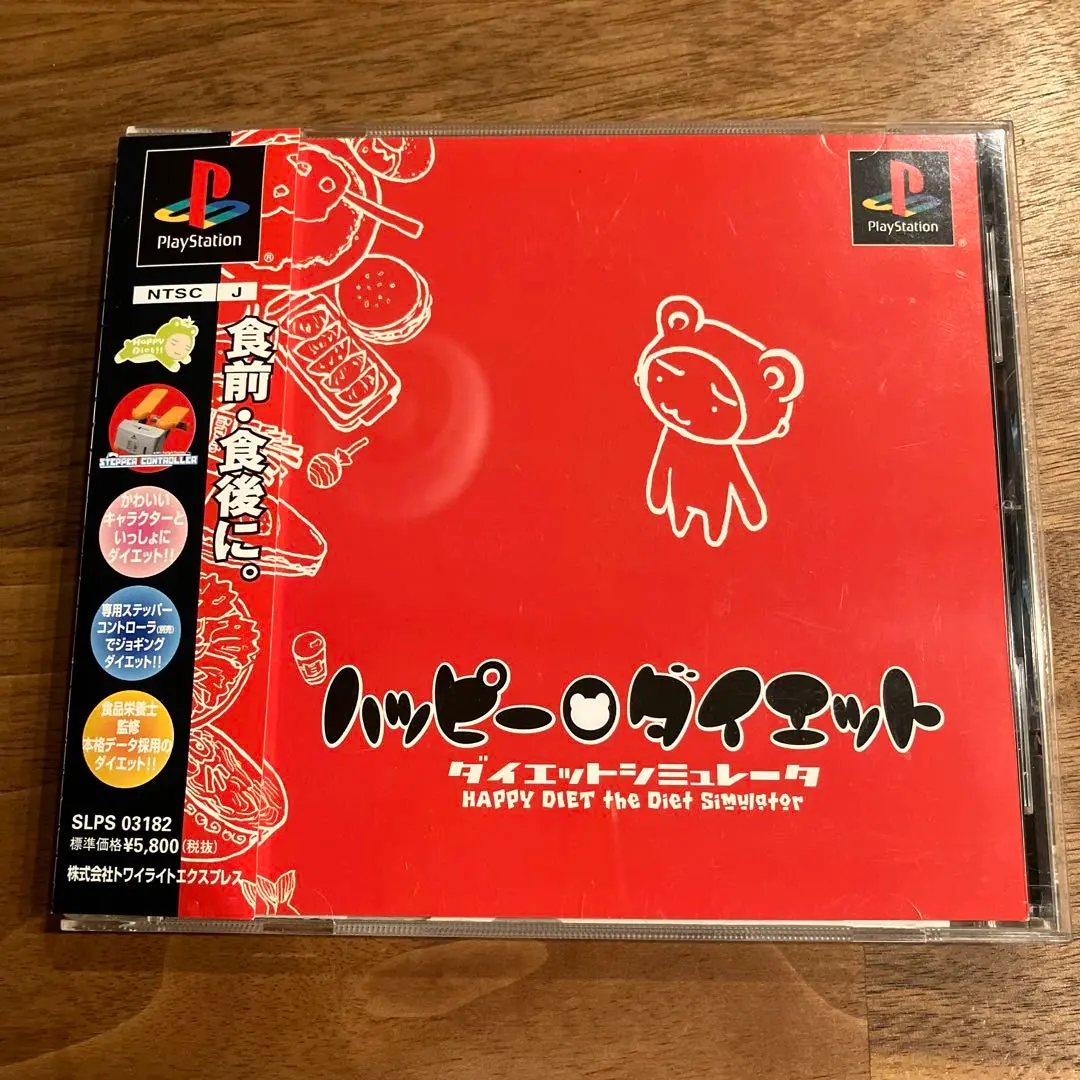 PlayStation
®
NTSC J
Happy
Diet!!
STEPPER CONTROLLER
かわいい
キャラクターと
いっしょに
ダイエット!!
専用ステッパー
コントローラ(別売)
でジョギング
ダイエット!!
食品栄養士
監修
本格データ採用の
ダイエット!!
SLPS 03182
標準価格¥5,800(税抜)
株式会社トワイライトエクスプレス
食前・食後に。
PlayStation
®
ハッピーダイエット
ダイエットシミュレータ
HAPPY DIET the Diet Simulator